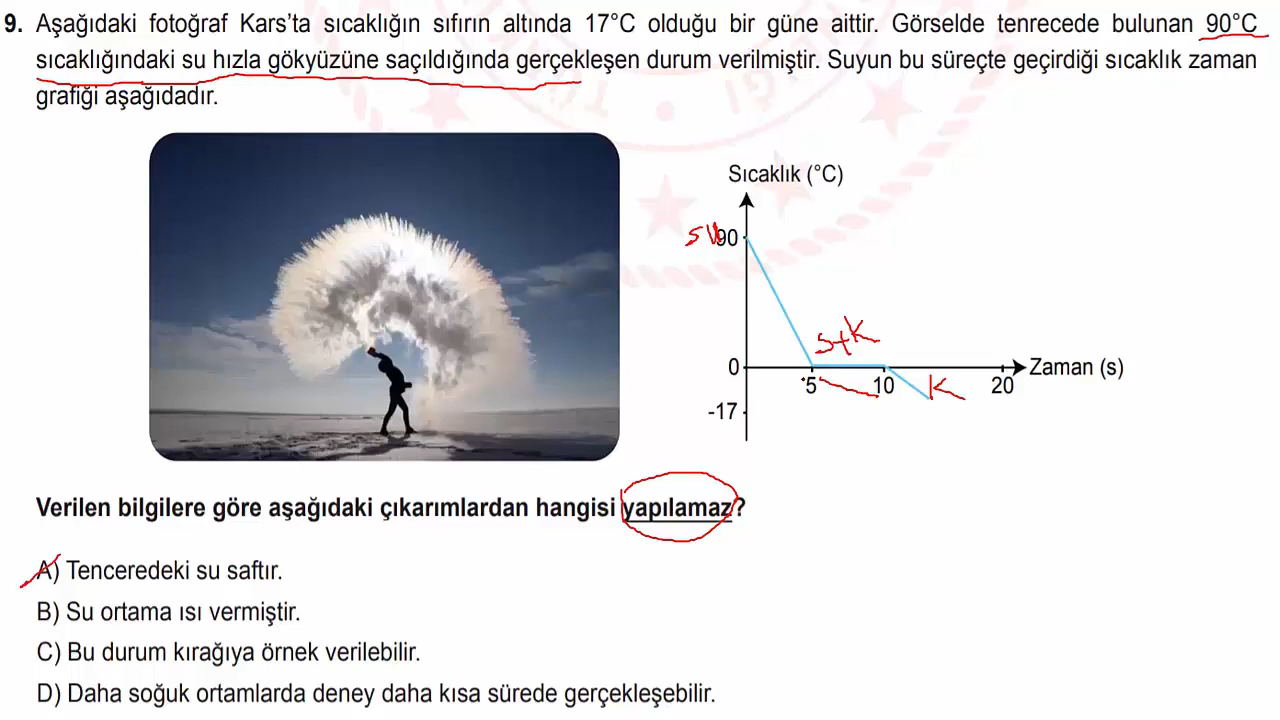 9. Aşağıdaki fotoğraf Kars’ta sıcaklığın sıfırın altında 17°C olduğu bir güne aittir. Görselde tenrecede bulunan 90°C
sıcaklığındaki su hızla gökyüzüne saçıldığında gerçekleşen durum verilmiştir. Suyun bu süreçte geçirdiği sıcaklık zaman
grafiği aşağıdadır.
Sıcaklık (°C)
SU
90
S+K
0
5
10
K
20
Zaman (s)
-17
Verilen bilgilere göre aşağıdaki çıkarımlardan hangisi yapılamaz?
A) Tenceredeki su saftır.
B) Su ortama ısı vermiştir.
C) Bu durum kırağıya örnek verilebilir.
D) Daha soğuk ortamlarda deney daha kısa sürede gerçekleşebilir.